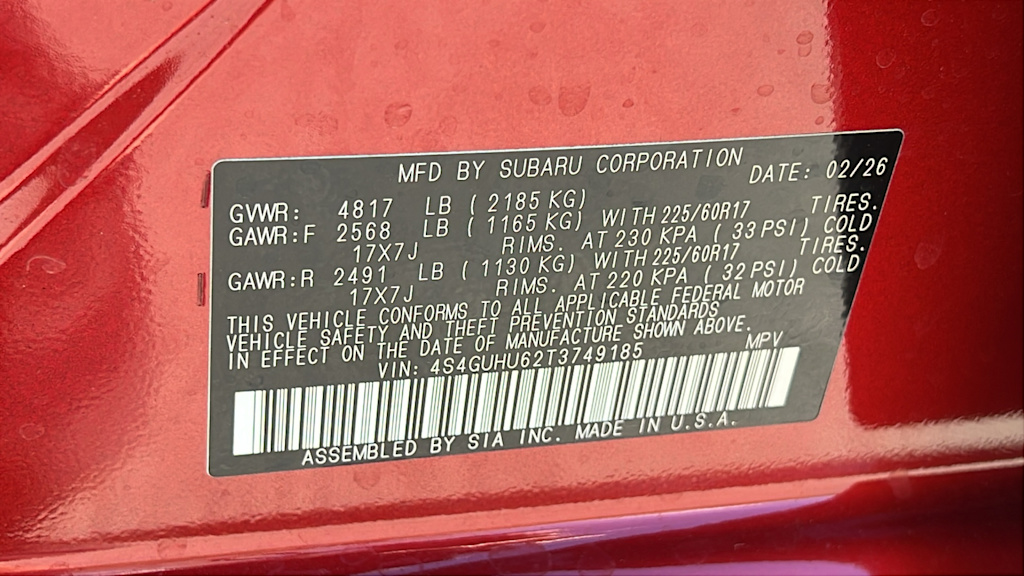 MFD BY SUBARU CORPORATION DATE: 02/26
GVWR: 4817 LB ( 2185 KG)
GAWR:F 2568 LB ( 1165 KG) WITH 225/60R17 TIRES.
17X7J RIMS. AT 230 KPA ( 33 PSI) COLD
GAWR:R 2491 LB ( 1130 KG) WITH 225/60R17 TIRES.
17X7J RIMS. AT 220 KPA ( 32 PSI) COLD
THIS VEHICLE CONFORMS TO ALL APPLICABLE FEDERAL MOTOR
VEHICLE SAFETY AND THEFT PREVENTION STANDARDS
IN EFFECT ON THE DATE OF MANUFACTURE SHOWN ABOVE.
VIN: 4S4GUHU62T3749185 MPV
ASSEMBLED BY SIA INC. MADE IN U.S.A.